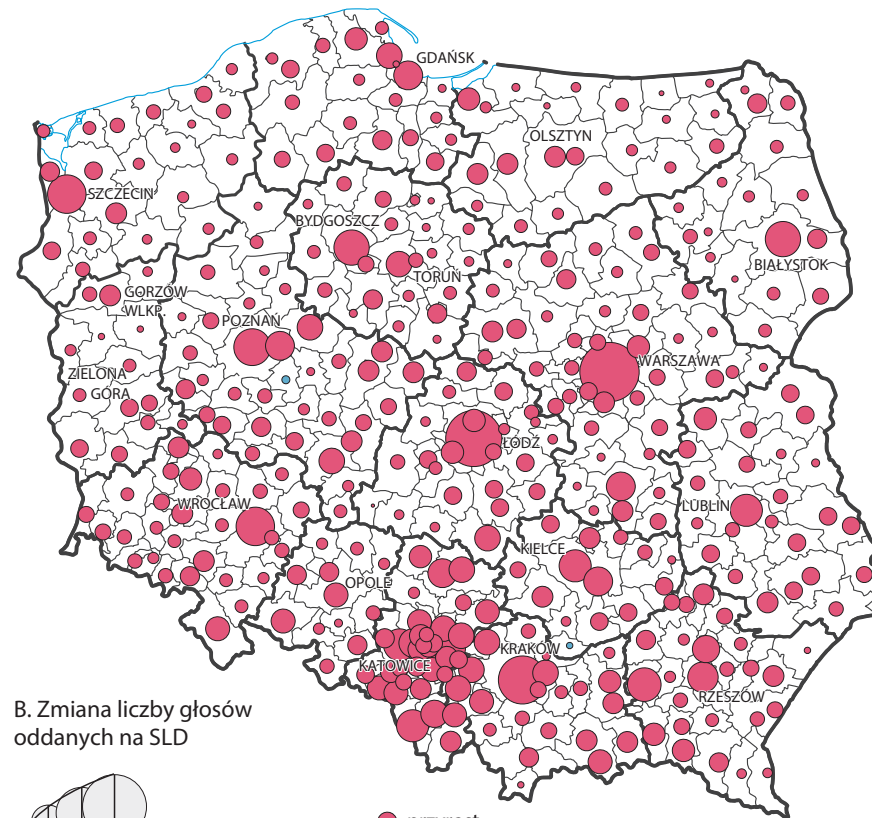 GDAŃSK
OLSZTYN
SZCZECIN
BYDGOSZCZ
TORUŃ
BIAŁYSTOK
GORZÓW
WLKP.
POZNAŃ
WARSZAWA
ZIELONA
GÓRA
ŁÓDŹ
WROCŁAW
LUBLIN
KIELCE
OPOLE
KRAKÓW
KATOWICE
RZESZÓW
B. Zmiana liczby głosów
oddanych na SLD
przyrost